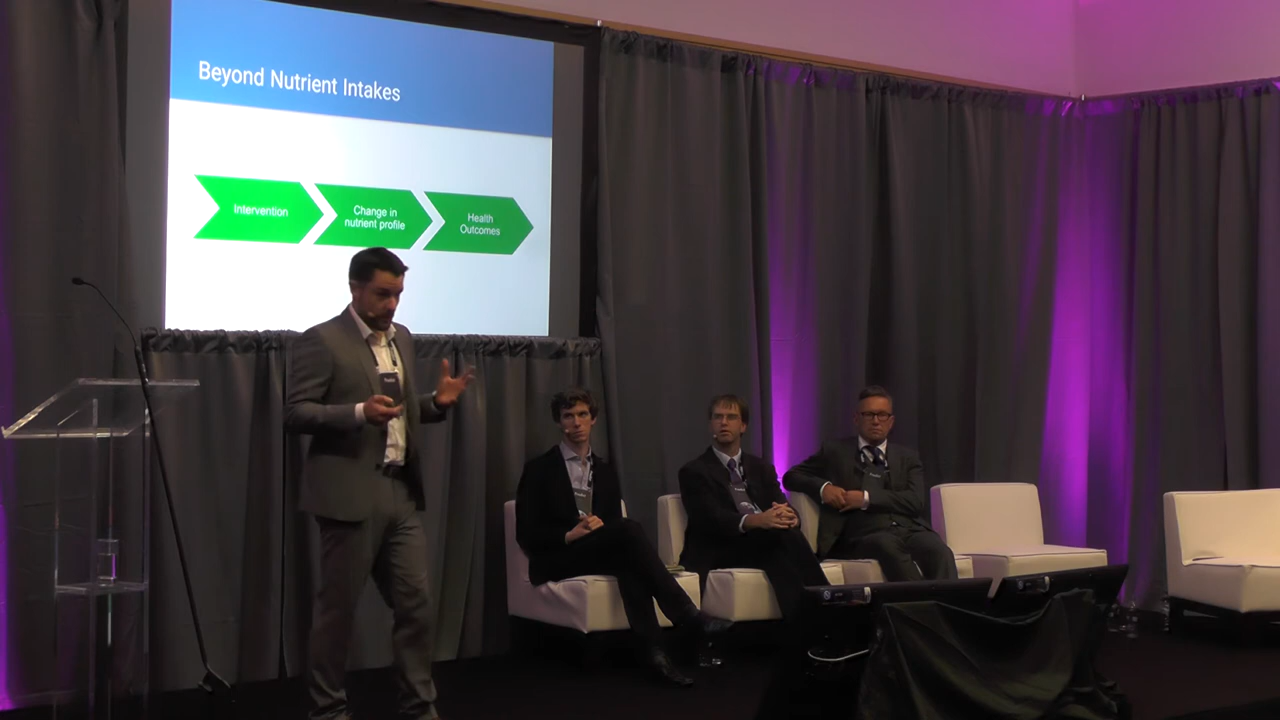 Beyond Nutrient Intakes
Intervention
Change in
nutrient profile
Health
Outcomes